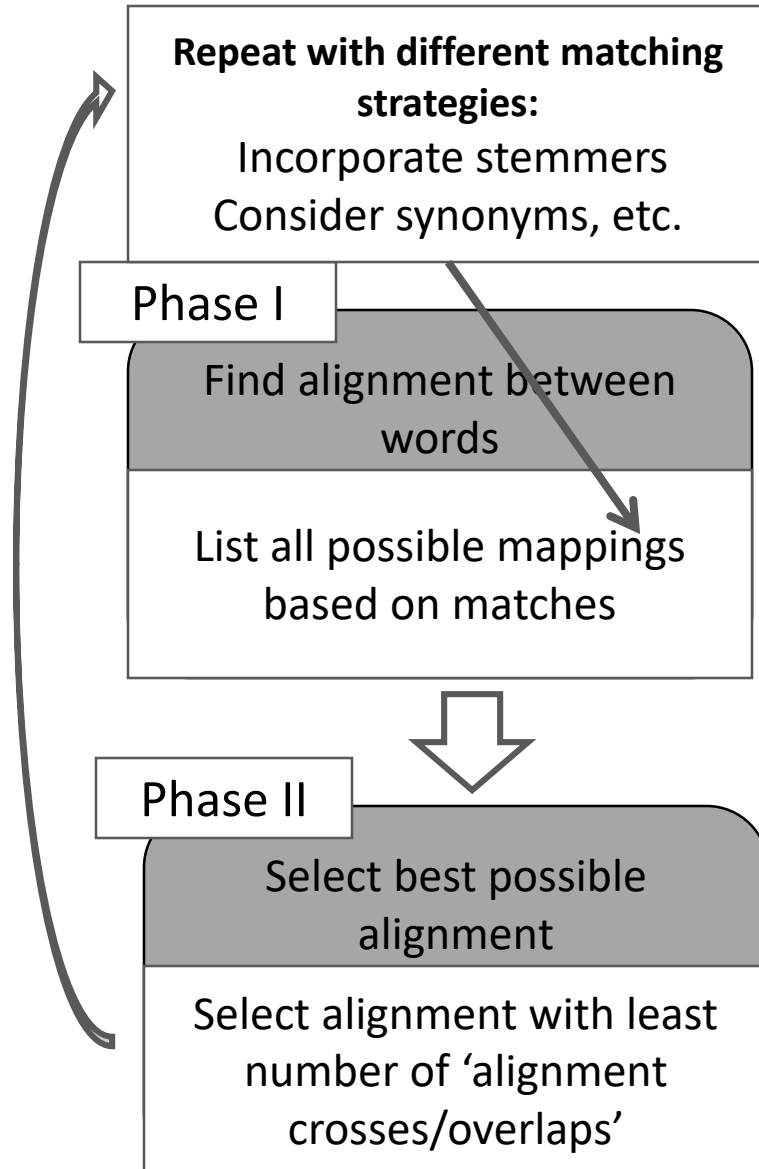 Repeat with different matching
strategies:
Incorporate stemmers
Consider synonyms, etc.
Phase I
Find alignment between
words
List all possible mappings
based on matches
Phase II
Select best possible
alignment
Select alignment with least
number of ‘alignment
crosses/overlaps’